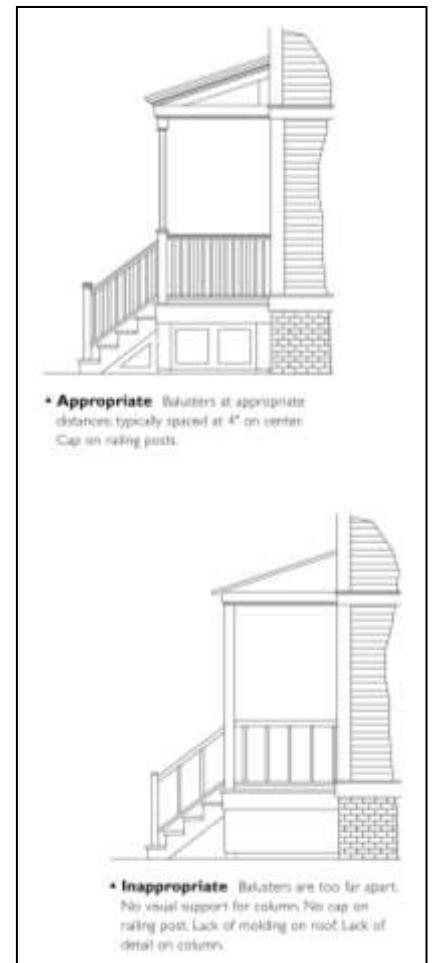 • Appropriate Balusters at appropriate
distances, typically spaced at 4" on center.
Cap on railing posts.
• Inappropriate Balusters are too far apart.
No visual support for column. No cap on
railing post. Lack of molding on roof. Lack of
detail on column.